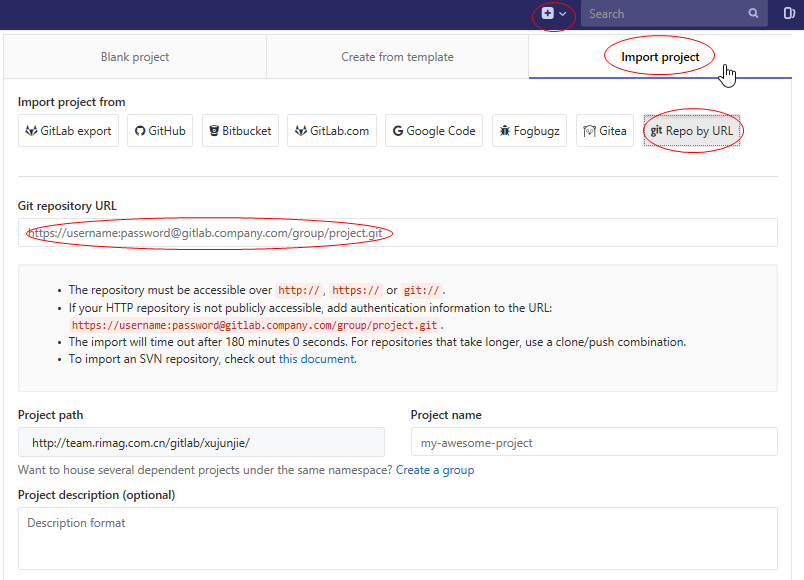 Search
Blank project
Create from template
Import project
Import project from
GitLab export
GitHub
Bitbucket
GitLab.com
Google Code
Fogbugz
Gitea
git Repo by URL
Git repository URL
https://username:password@gitlab.company.com/group/project.git
• The repository must be accessible over http://, https:// or git://.
• If your HTTP repository is not publicly accessible, add authentication information to the URL:
https://username:password@gitlab.company.com/group/project.git.
• The import will time out after 180 minutes 0 seconds. For repositories that take longer, use a clone/push combination.
• To import an SVN repository, check out this document.
Project path
Project name
http://team.rimag.com.cn/gitlab/xujunjie/
my-awesome-project
Want to house several dependent projects under the same namespace? Create a group
Project description (optional)
Description format